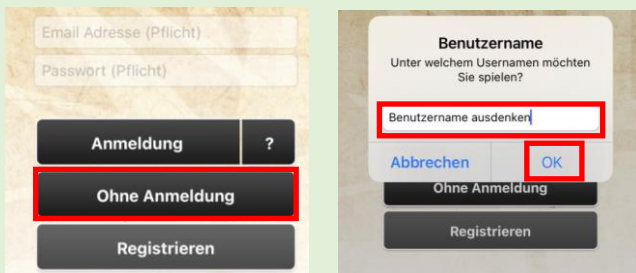 Email Adresse (Pflicht)
Passwort (Pflicht)
Anmeldung
?
Ohne Anmeldung
Registrieren
Benutzername
Unter welchem Usernamen möchten
Sie spielen?
Benutzername ausdenken
Abbrechen
OK
Ohne Anmeldung
Registrieren